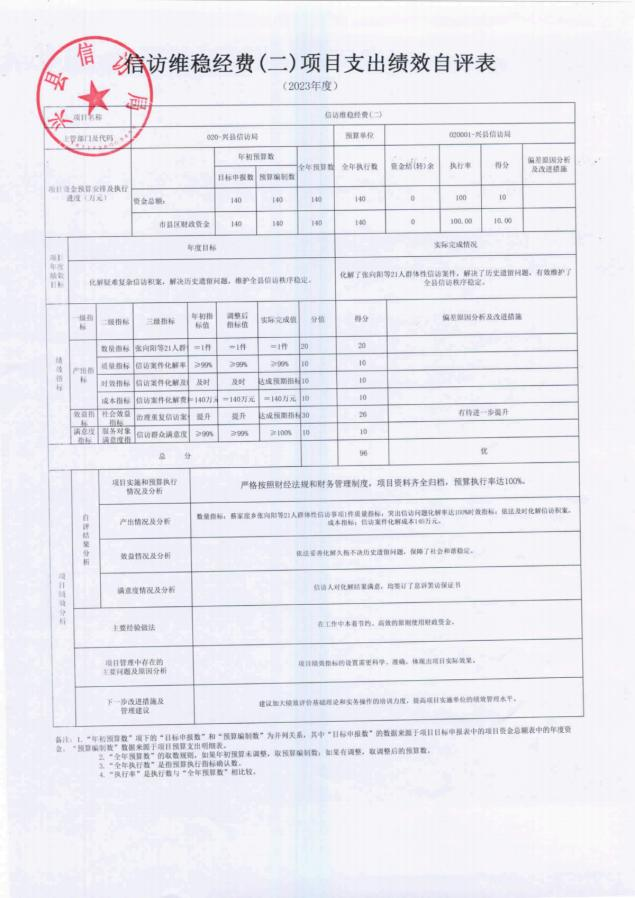 信访维稳经费(二)项目支出绩效自评表
（2023年度）
兴县信访局
项目名称 信访维稳经费(二)
主管部门及代码 020-兴县信访局 预算单位 020001-兴县信访局
项目资金预算安排及执行进度（万元） 年初预算数 全年预算数 全年执行数 资金结(转)余 执行率 得分 偏差原因分析及改进措施
目标申报数 预算编制数
资金总额: 140 140 140 140 0 100 10
市县区财政资金 140 140 140 140 0 100.00 10.00
项目年度绩效目标 年度目标 实际完成情况
化解疑难复杂信访积案，解决历史遗留问题，维护全县信访秩序稳定。 化解了张向阳等21人群体性信访案件，解决了历史遗留问题，有效维护了全县信访秩序稳定。
绩效指标 一级指标 二级指标 三级指标 年初指标值 调整后指标值 实际完成值 分值 得分 偏差原因分析及改进措施
产出指标 数量指标 张向阳等21人群 ＝1件 ＝1件 ＝1件 20 20
质量指标 信访案件化解率 ≥99% ≥99% ≥99% 10 10
时效指标 信访案件化解及 及时 及时 达成预期指标 10 10
成本指标 信访案件化解费 ＝140万元 ＝140万元 ＝140万元 10 10
效益指标 社会效益指标 治理重复信访案 提升 提升 达成预期指标 30 26 有待进一步提升
满意度指标 服务对象满意度指 信访群众满意度 ≥99% ≥99% ≥100% 10 10
总 分 96 优
项目绩效分析 自评结果分析 项目实施和预算执行情况及分析 严格按照财经法规和财务管理制度，项目资料齐全归档，预算执行率达100%。
产出情况及分析 数量指标：蔡家崖乡张向阳等21人群体性信访事项1件质量指标：突出信访问题化解率达100%时效指标：依法及时化解信访积案。成本指标：信访案件化解成本140万元。
效益情况及分析 依法妥善化解久拖不决历史遗留问题，保障了社会和谐稳定。
满意度情况及分析 信访人对化解结果满意，均签订了息诉罢访保证书
主要经验做法 在工作中本着节约、高效的原则使用财政资金。
项目管理中存在的主要问题及原因分析 项目绩效指标的设置需更科学、准确，体现出项目实际效果。
下一步改进措施及管理建议 建议加大绩效评价基础理论和实务操作的培训力度，提高项目实施单位的绩效管理水平。
备注：1.“年初预算数”项下的“目标申报数”和“预算编制数”为并列关系，其中“目标申报数”的数据来源于项目目标申报表中的项目资金总额表中的年度资
金，“预算编制数”数据来源于项目预算支出明细表。
2.“全年预算数”的取数规则，如果年初预算未调整，取预算编制数；如果有调整，取调整后的预算数。
3.“全年执行数”是指预算执行指标确认数。
4.“执行率”是执行数与“全年预算数”相比较。